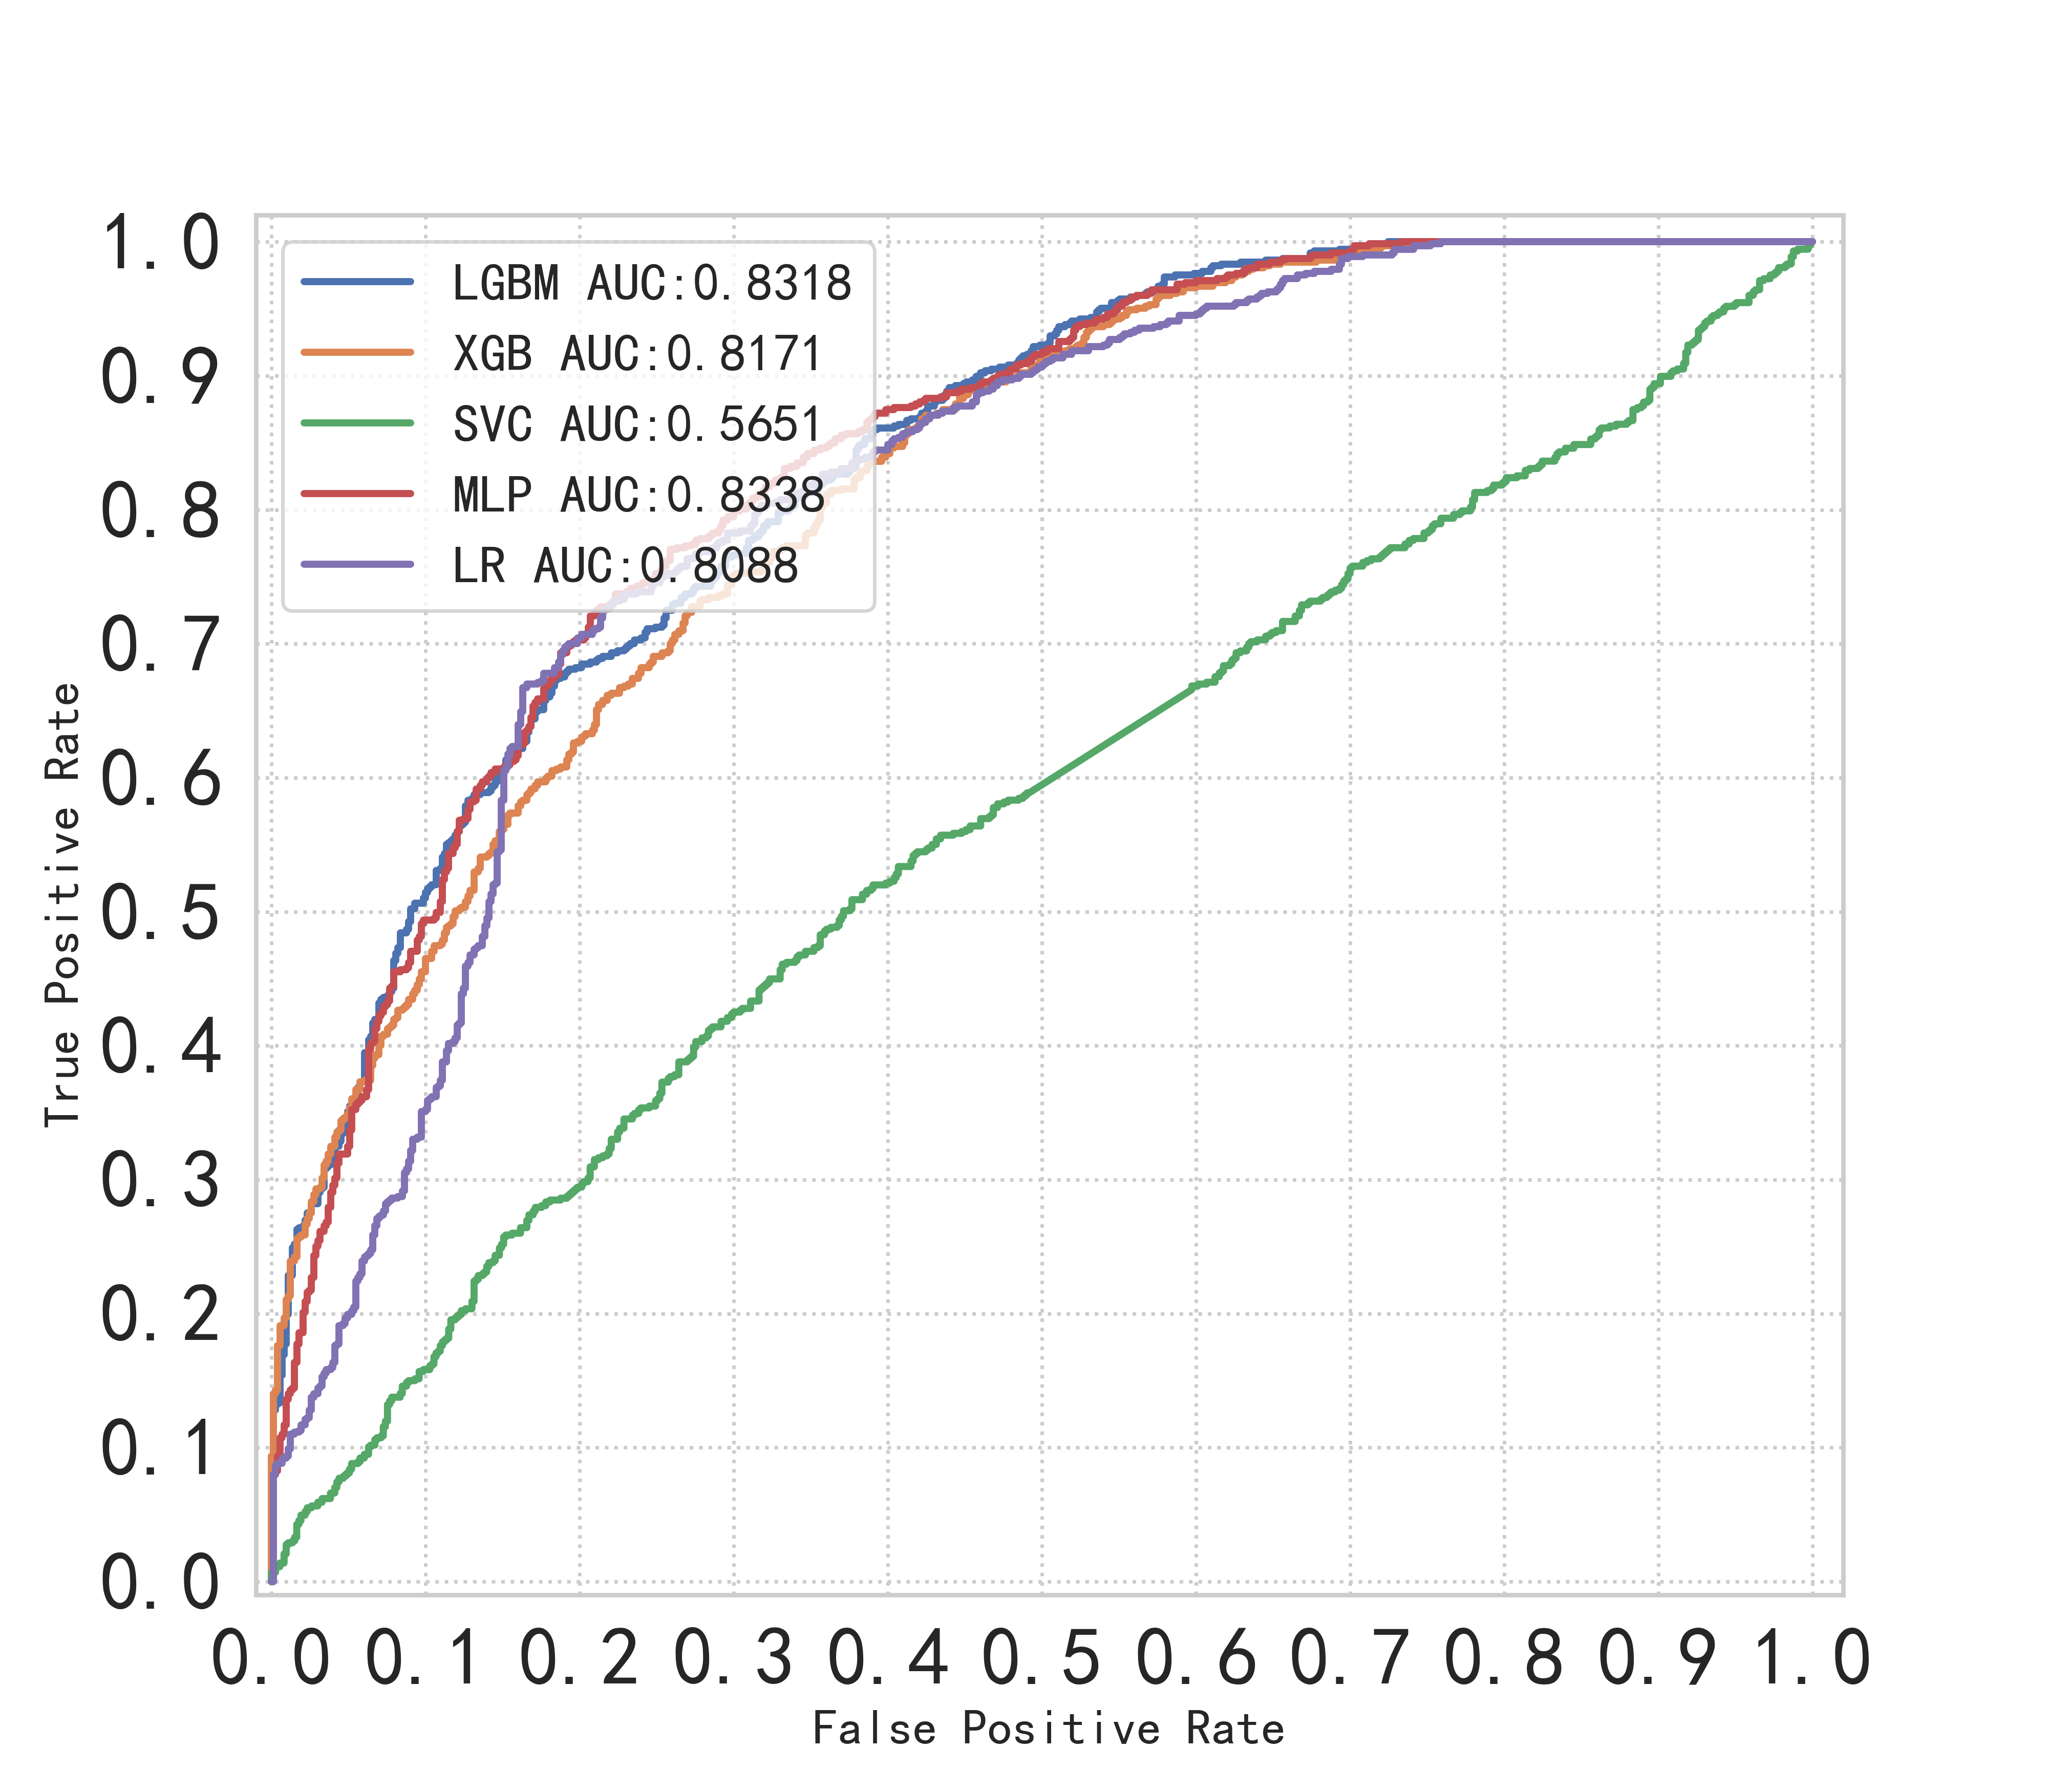 1.0
0.9
0.8
0.7
0.6
0.5
0.4
0.3
0.2
0.1
0.0
True Positive Rate
LGBM AUC:0.8318
XGB AUC:0.8171
SVC AUC:0.5651
MLP AUC:0.8338
LR AUC:0.8088
0.0 0.1 0.2 0.3 0.4 0.5 0.6 0.7 0.8 0.9 1.0
False Positive Rate